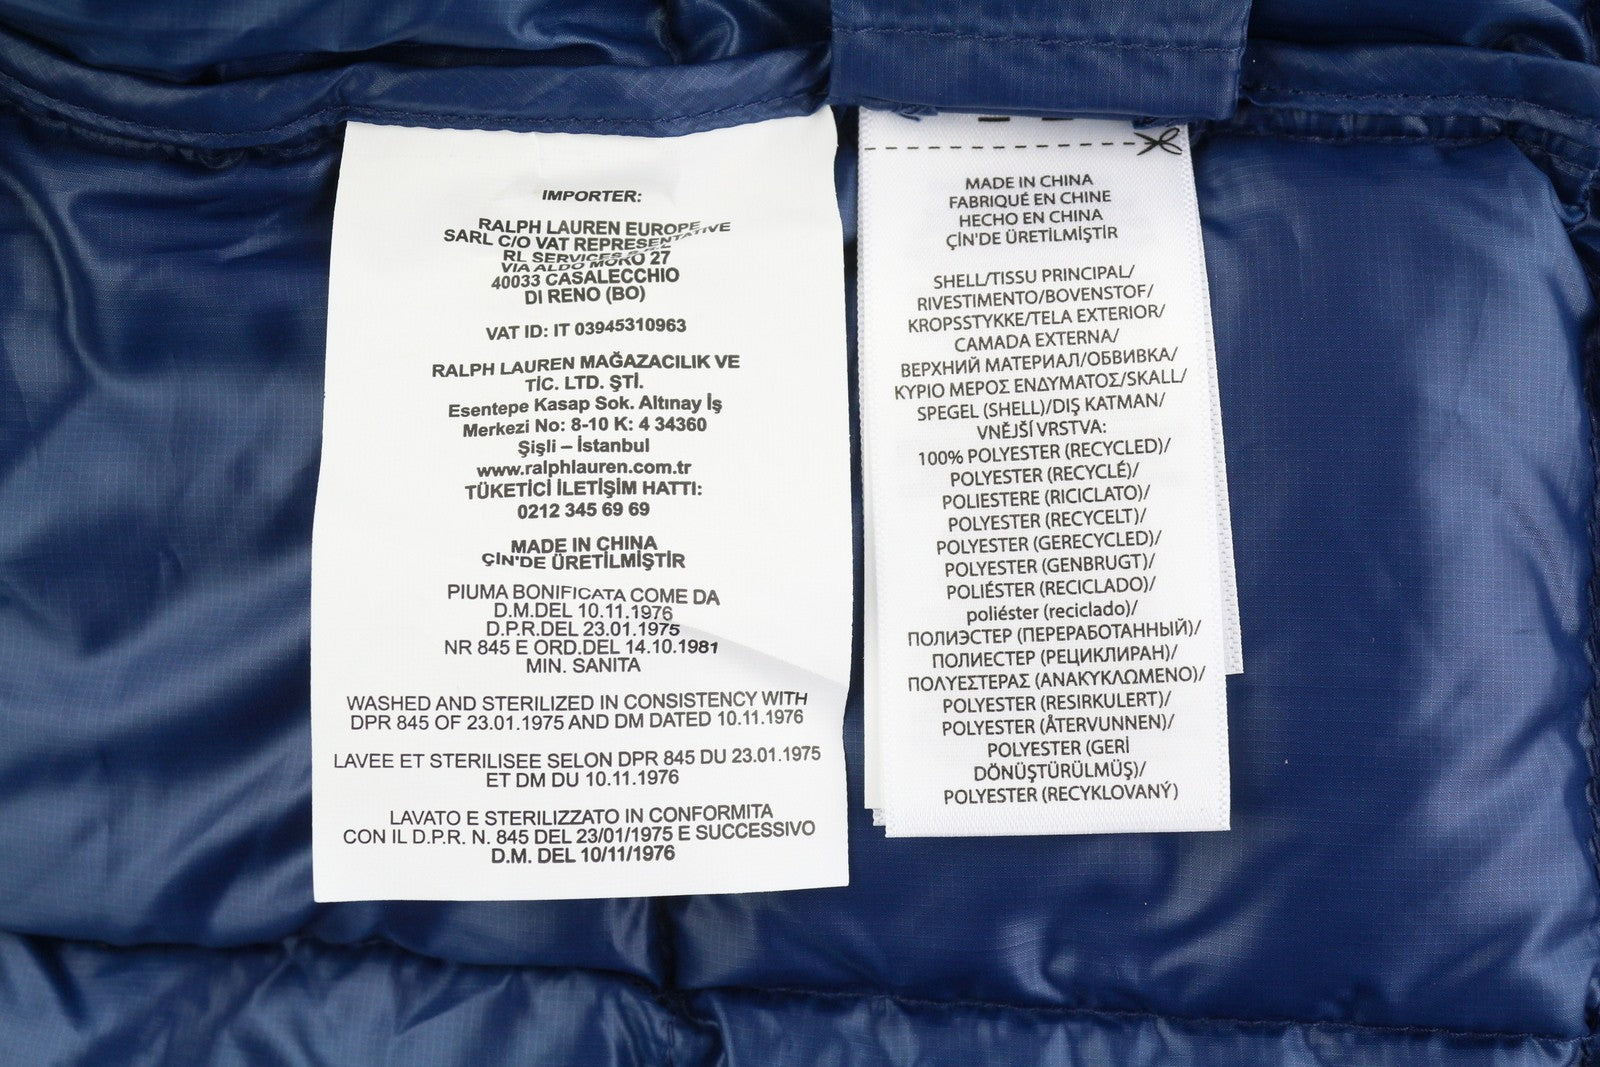 IMPORTER:
RALPH LAUREN EUROPE
SARL C/O VAT REPRESENTATIVE
RL SERVICES
VIA ALDO MORO 27
40033 CASALECCHIO
DI RENO (BO)
VAT ID: IT 03945310963
RALPH LAUREN MAĞAZACILIK VE
TİC. LTD. ŞTİ.
Esentepe Kasap Sok. Altınay İş
Merkezi No: 8-10 K: 4 34360
Şişli – İstanbul
www.ralphlauren.com.tr
TÜKETİCİ İLETİŞİM HATTI:
0212 345 69 69
MADE IN CHINA
ÇİN'DE ÜRETİLMİŞTİR
PIUMA BONIFICATA COME DA
D.M.DEL 10.11.1976
D.P.R.DEL 23.01.1975
NR 845 E ORD.DEL 14.10.1981
MIN. SANITA
WASHED AND STERILIZED IN CONSISTENCY WITH
DPR 845 OF 23.01.1975 AND DM DATED 10.11.1976
LAVEE ET STERILISEE SELON DPR 845 DU 23.01.1975
ET DM DU 10.11.1976
LAVATO E STERILIZZATO IN CONFORMITA
CON IL D.P.R. N. 845 DEL 23/01/1975 E SUCCESSIVO
D.M. DEL 10/11/1976
MADE IN CHINA
FABRIQUÉ EN CHINE
HECHO EN CHINA
ÇİN'DE ÜRETİLMİŞTİR
SHELL/TISSU PRINCIPAL/
RIVESTIMENTO/BOVENSTOF/
KROPSSTYKKE/TELA EXTERIOR/
CAMADA EXTERNA/
ВЕРХНИЙ МАТЕРИАЛ/ОБВИВКА/
ΚΥΡΙΟ ΜΕΡΟΣ ΕΝΔΥΜΑΤΟΣ/SKALL/
SPEGEL (SHELL)/DIŞ KATMAN/
VNĚJŠÍ VRSTVA:
100% POLYESTER (RECYCLED)/
POLYESTER (RECYCLÉ)/
POLIESTERE (RICICLATO)/
POLYESTER (RECYCELT)/
POLYESTER (GERECYCLED)/
POLYESTER (GENBRUGT)/
POLIÉSTER (RECICLADO)/
poliéster (reciclado)/
ПОЛИЭСТЕР (ПЕРЕРАБОТАННЫЙ)/
ПОЛИЕСТЕР (РЕЦИКЛИРАН)/
ΠΟΛΥΕΣΤΕΡΑΣ (ΑΝΑΚΥΚΛΩΜΕΝΟ)/
POLYESTER (RESIRKULERT)/
POLYESTER (ÅTERVUNNEN)/
POLYESTER (GERİ
DÖNÜŞTÜRÜLMÜŞ)/
POLYESTER (RECYKLOVANÝ)